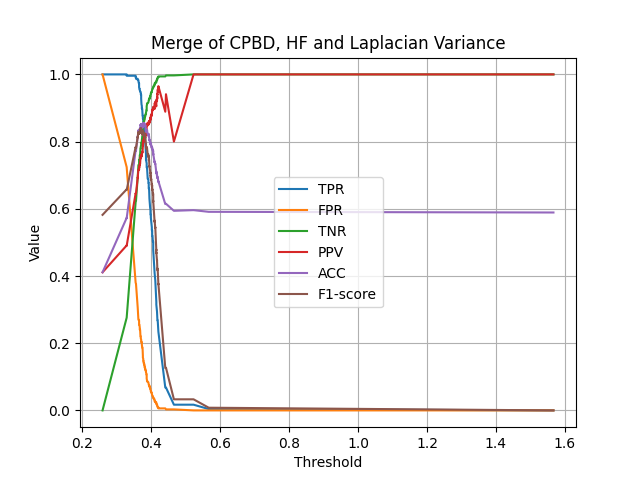 Merge of CPBD, HF and Laplacian Variance
1.0
0.8
0.6
0.4
0.2
0.0
Value
TPR
FPR
TNR
PPV
ACC
F1-score
0.2 0.4 0.6 0.8 1.0 1.2 1.4 1.6
Threshold